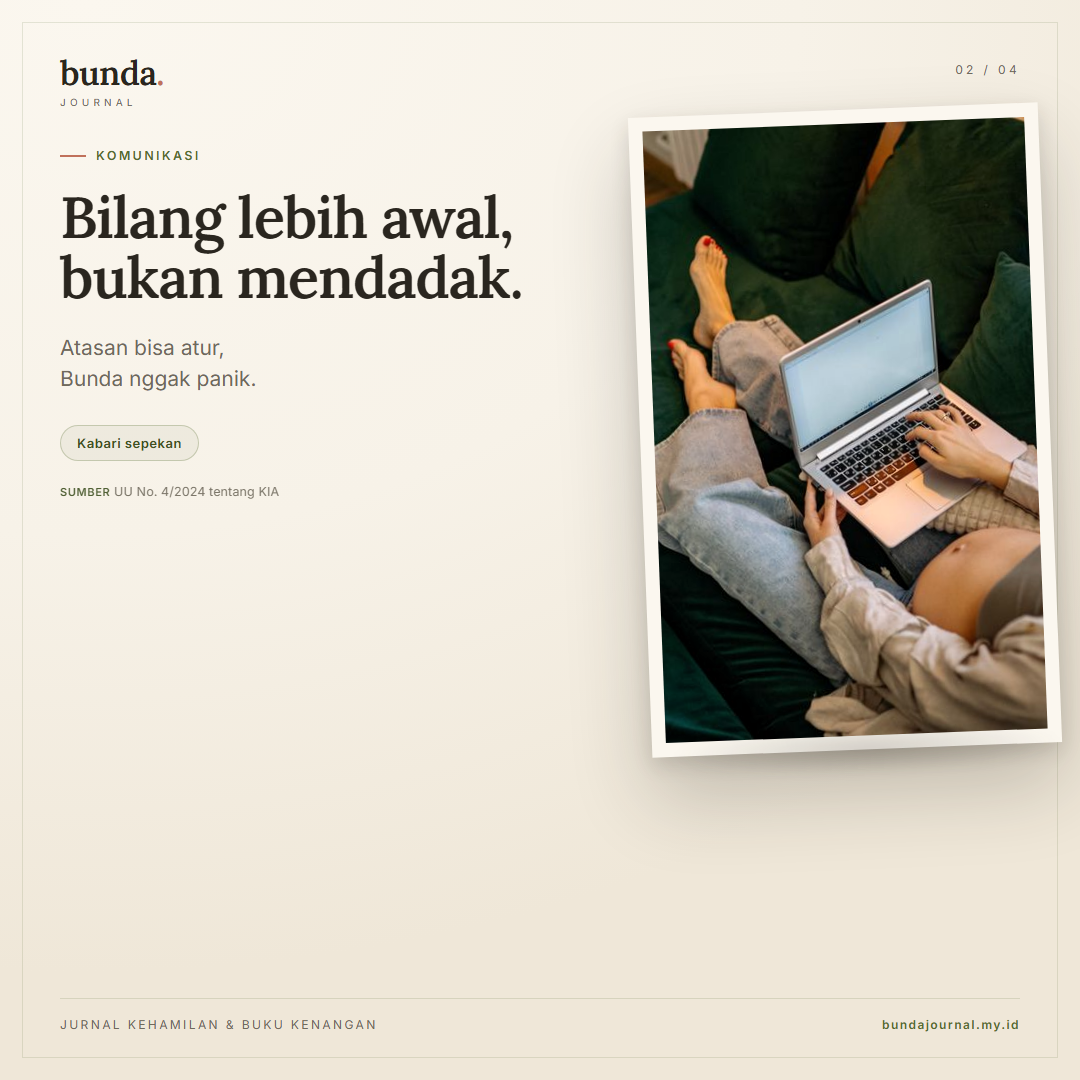 bunda.
JOURNAL
02 / 04
KOMUNIKASI
Bilang lebih awal,
bukan mendadak.
Atasan bisa atur,
Bunda nggak panik.
Kabari sepekan
SUMBER UU No. 4/2024 tentang KIA
JURNAL KEHAMILAN & BUKU KENANGAN
bundajournal.my.id